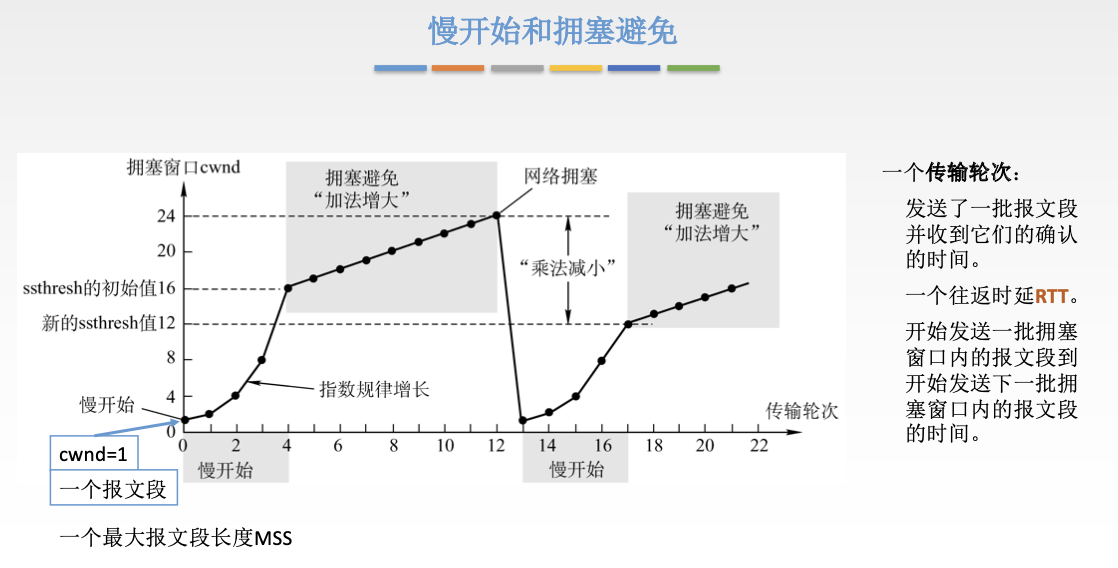 慢开始和拥塞避免
拥塞窗口cwnd
24
20
ssthresh的初始值16
新的ssthresh值12
8
4
0
慢开始
拥塞避免
“加法增大”
网络拥塞
“乘法减小”
拥塞避免
“加法增大”
指数规律增长
传输轮次
0 2 4 6 8 10 12 14 16 18 20 22
慢开始
慢开始
cwnd=1
一个报文段
一个最大报文段长度MSS
一个传输轮次：
发送了一批报文段
并收到它们的确认
的时间。
一个往返时延RTT。
开始发送一批拥塞
窗口内的报文段到
开始发送下一批拥
塞窗口内的报文段
的时间。